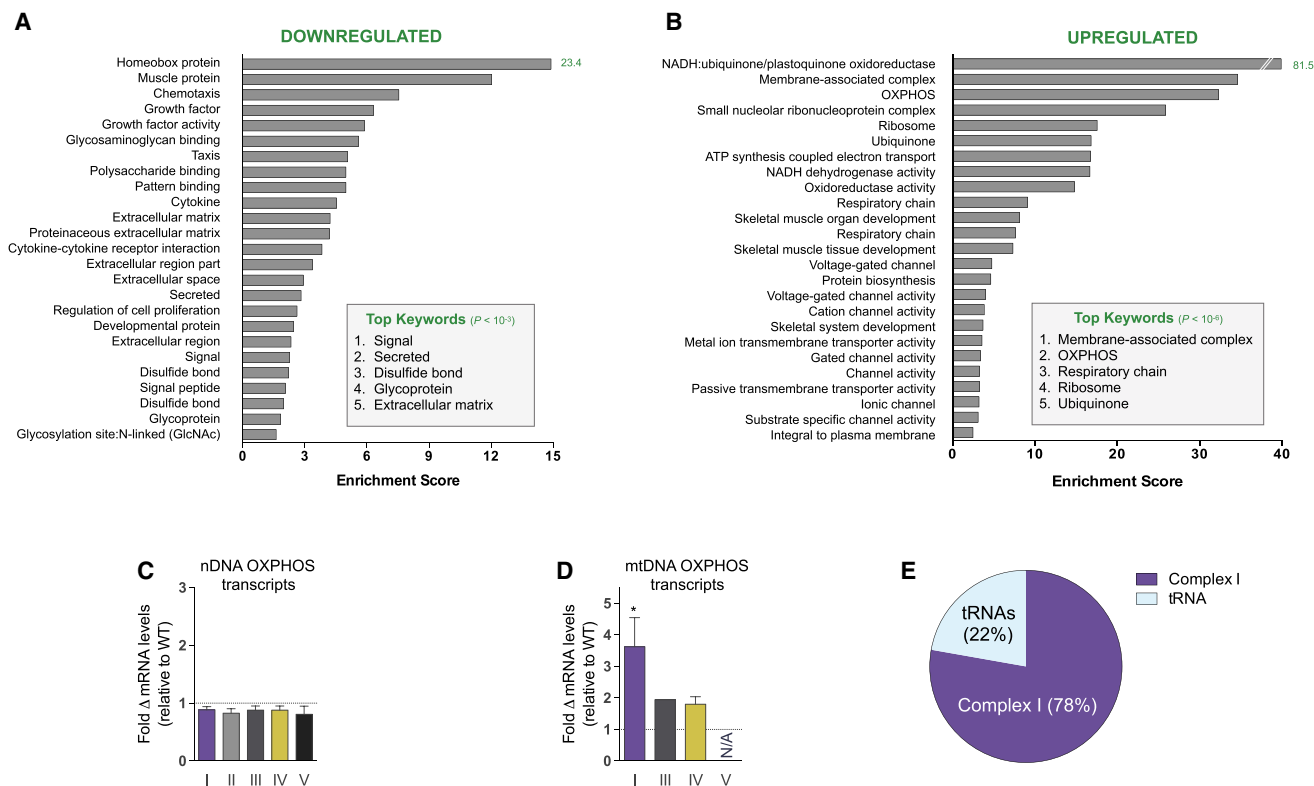 A
DOWNREGULATED
Homeobox protein
23.4
Muscle protein
Chemotaxis
Growth factor
Growth factor activity
Glycosaminoglycan binding
Taxis
Polysaccharide binding
Pattern binding
Cytokine
Extracellular matrix
Proteinaceous extracellular matrix
Cytokine-cytokine receptor interaction
Extracellular region part
Extracellular space
Secreted
Regulation of cell proliferation
Developmental protein
Extracellular region
Signal
Disulfide bond
Signal peptide
Disulfide bond
Glycoprotein
Glycosylation site:N-linked (GlcNAc)
0 3 6 9 12 15
Enrichment Score
Top Keywords (P < 10-3)
1. Signal
2. Secreted
3. Disulfide bond
4. Glycoprotein
5. Extracellular matrix
B
UPREGULATED
NADH:ubiquinone/plastoquinone oxidoreductase
81.5
Membrane-associated complex
OXPHOS
Small nucleolar ribonucleoprotein complex
Ribosome
Ubiquinone
ATP synthesis coupled electron transport
NADH dehydrogenase activity
Oxidoreductase activity
Respiratory chain
Skeletal muscle organ development
Respiratory chain
Skeletal muscle tissue development
Voltage-gated channel
Protein biosynthesis
Voltage-gated channel activity
Cation channel activity
Skeletal system development
Metal ion transmembrane transporter activity
Gated channel activity
Channel activity
Passive transmembrane transporter activity
Ionic channel
Substrate specific channel activity
Integral to plasma membrane
0 10 20 30 40
Enrichment Score
Top Keywords (P < 10-6)
1. Membrane-associated complex
2. OXPHOS
3. Respiratory chain
4. Ribosome
5. Ubiquinone
C
nDNA OXPHOS
transcripts
Fold Δ mRNA levels
(relative to WT)
3
2
1
0
I II III IV V
D
mtDNA OXPHOS
transcripts
Fold Δ mRNA levels
(relative to WT)
5
4
3
2
1
0
*
N/A
I III IV V
E
tRNAs
(22%)
Complex I (78%)
Complex I
tRNA